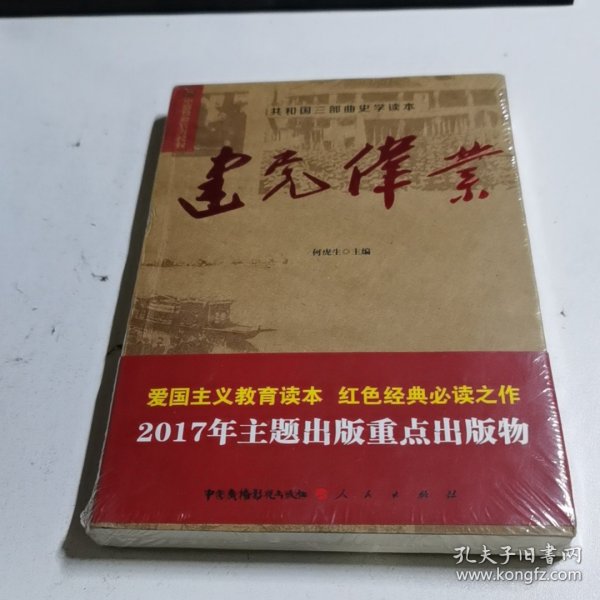 共和国三部曲史学读本
建党伟業
何虎生 主编
爱国主义教育读本 红色经典必读之作
2017年主题出版重点出版物
中国广播影视出版社 人民出版社
孔夫子旧书网
www.kongfz.com